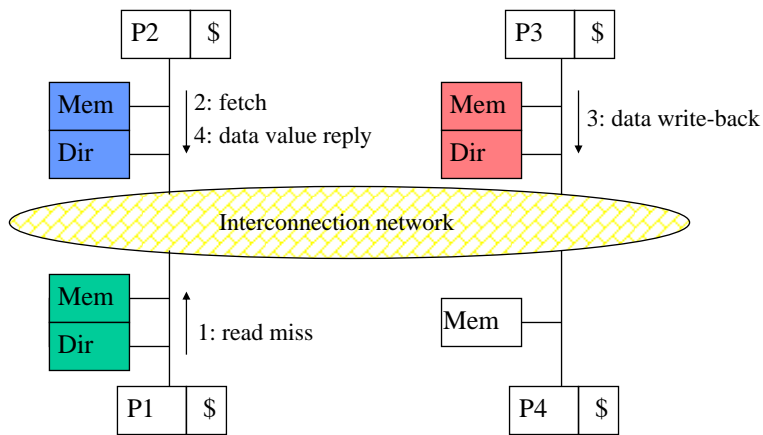 P2 $
P3 $
Mem
Dir
2: fetch
4: data value reply
Mem
Dir
3: data write-back
Interconnection network
Mem
Dir
1: read miss
Mem
P1 $
P4 $